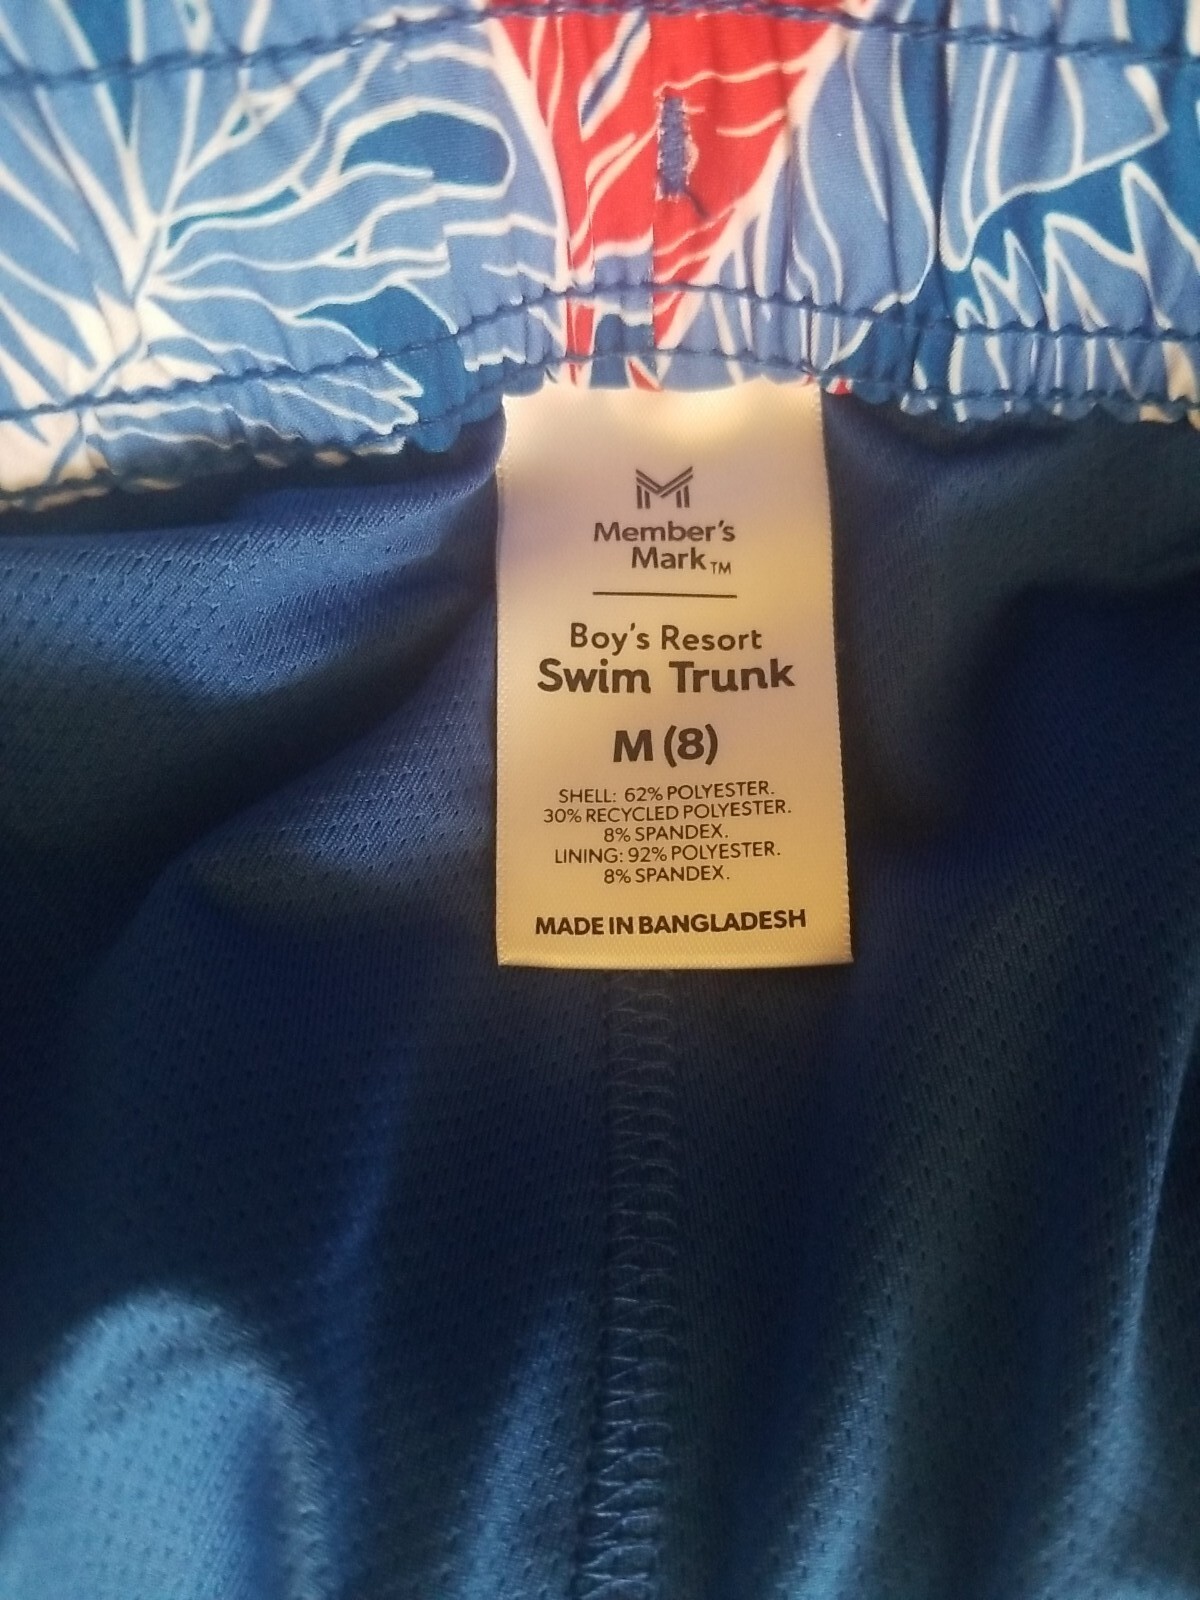 Member's
Mark™
Boy's Resort
Swim Trunk
M (8)
SHELL: 62% POLYESTER.
30% RECYCLED POLYESTER.
8% SPANDEX.
LINING: 92% POLYESTER.
8% SPANDEX.
MADE IN BANGLADESH